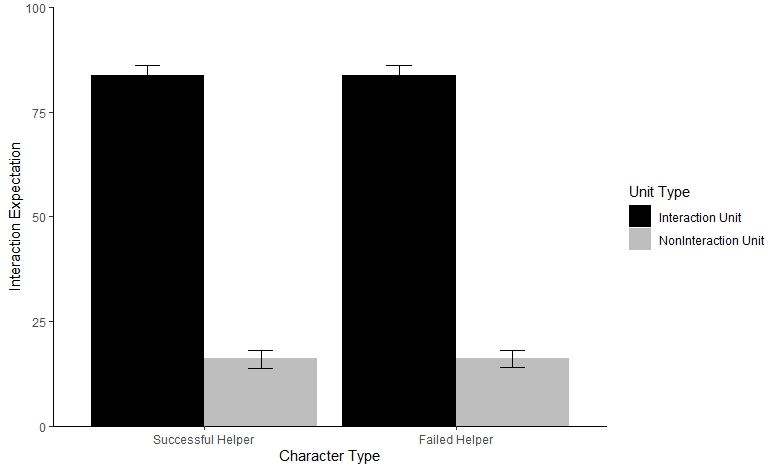 100
75
50
25
0
Interaction Expectation
Successful Helper
Failed Helper
Character Type
Unit Type
Interaction Unit
NonInteraction Unit